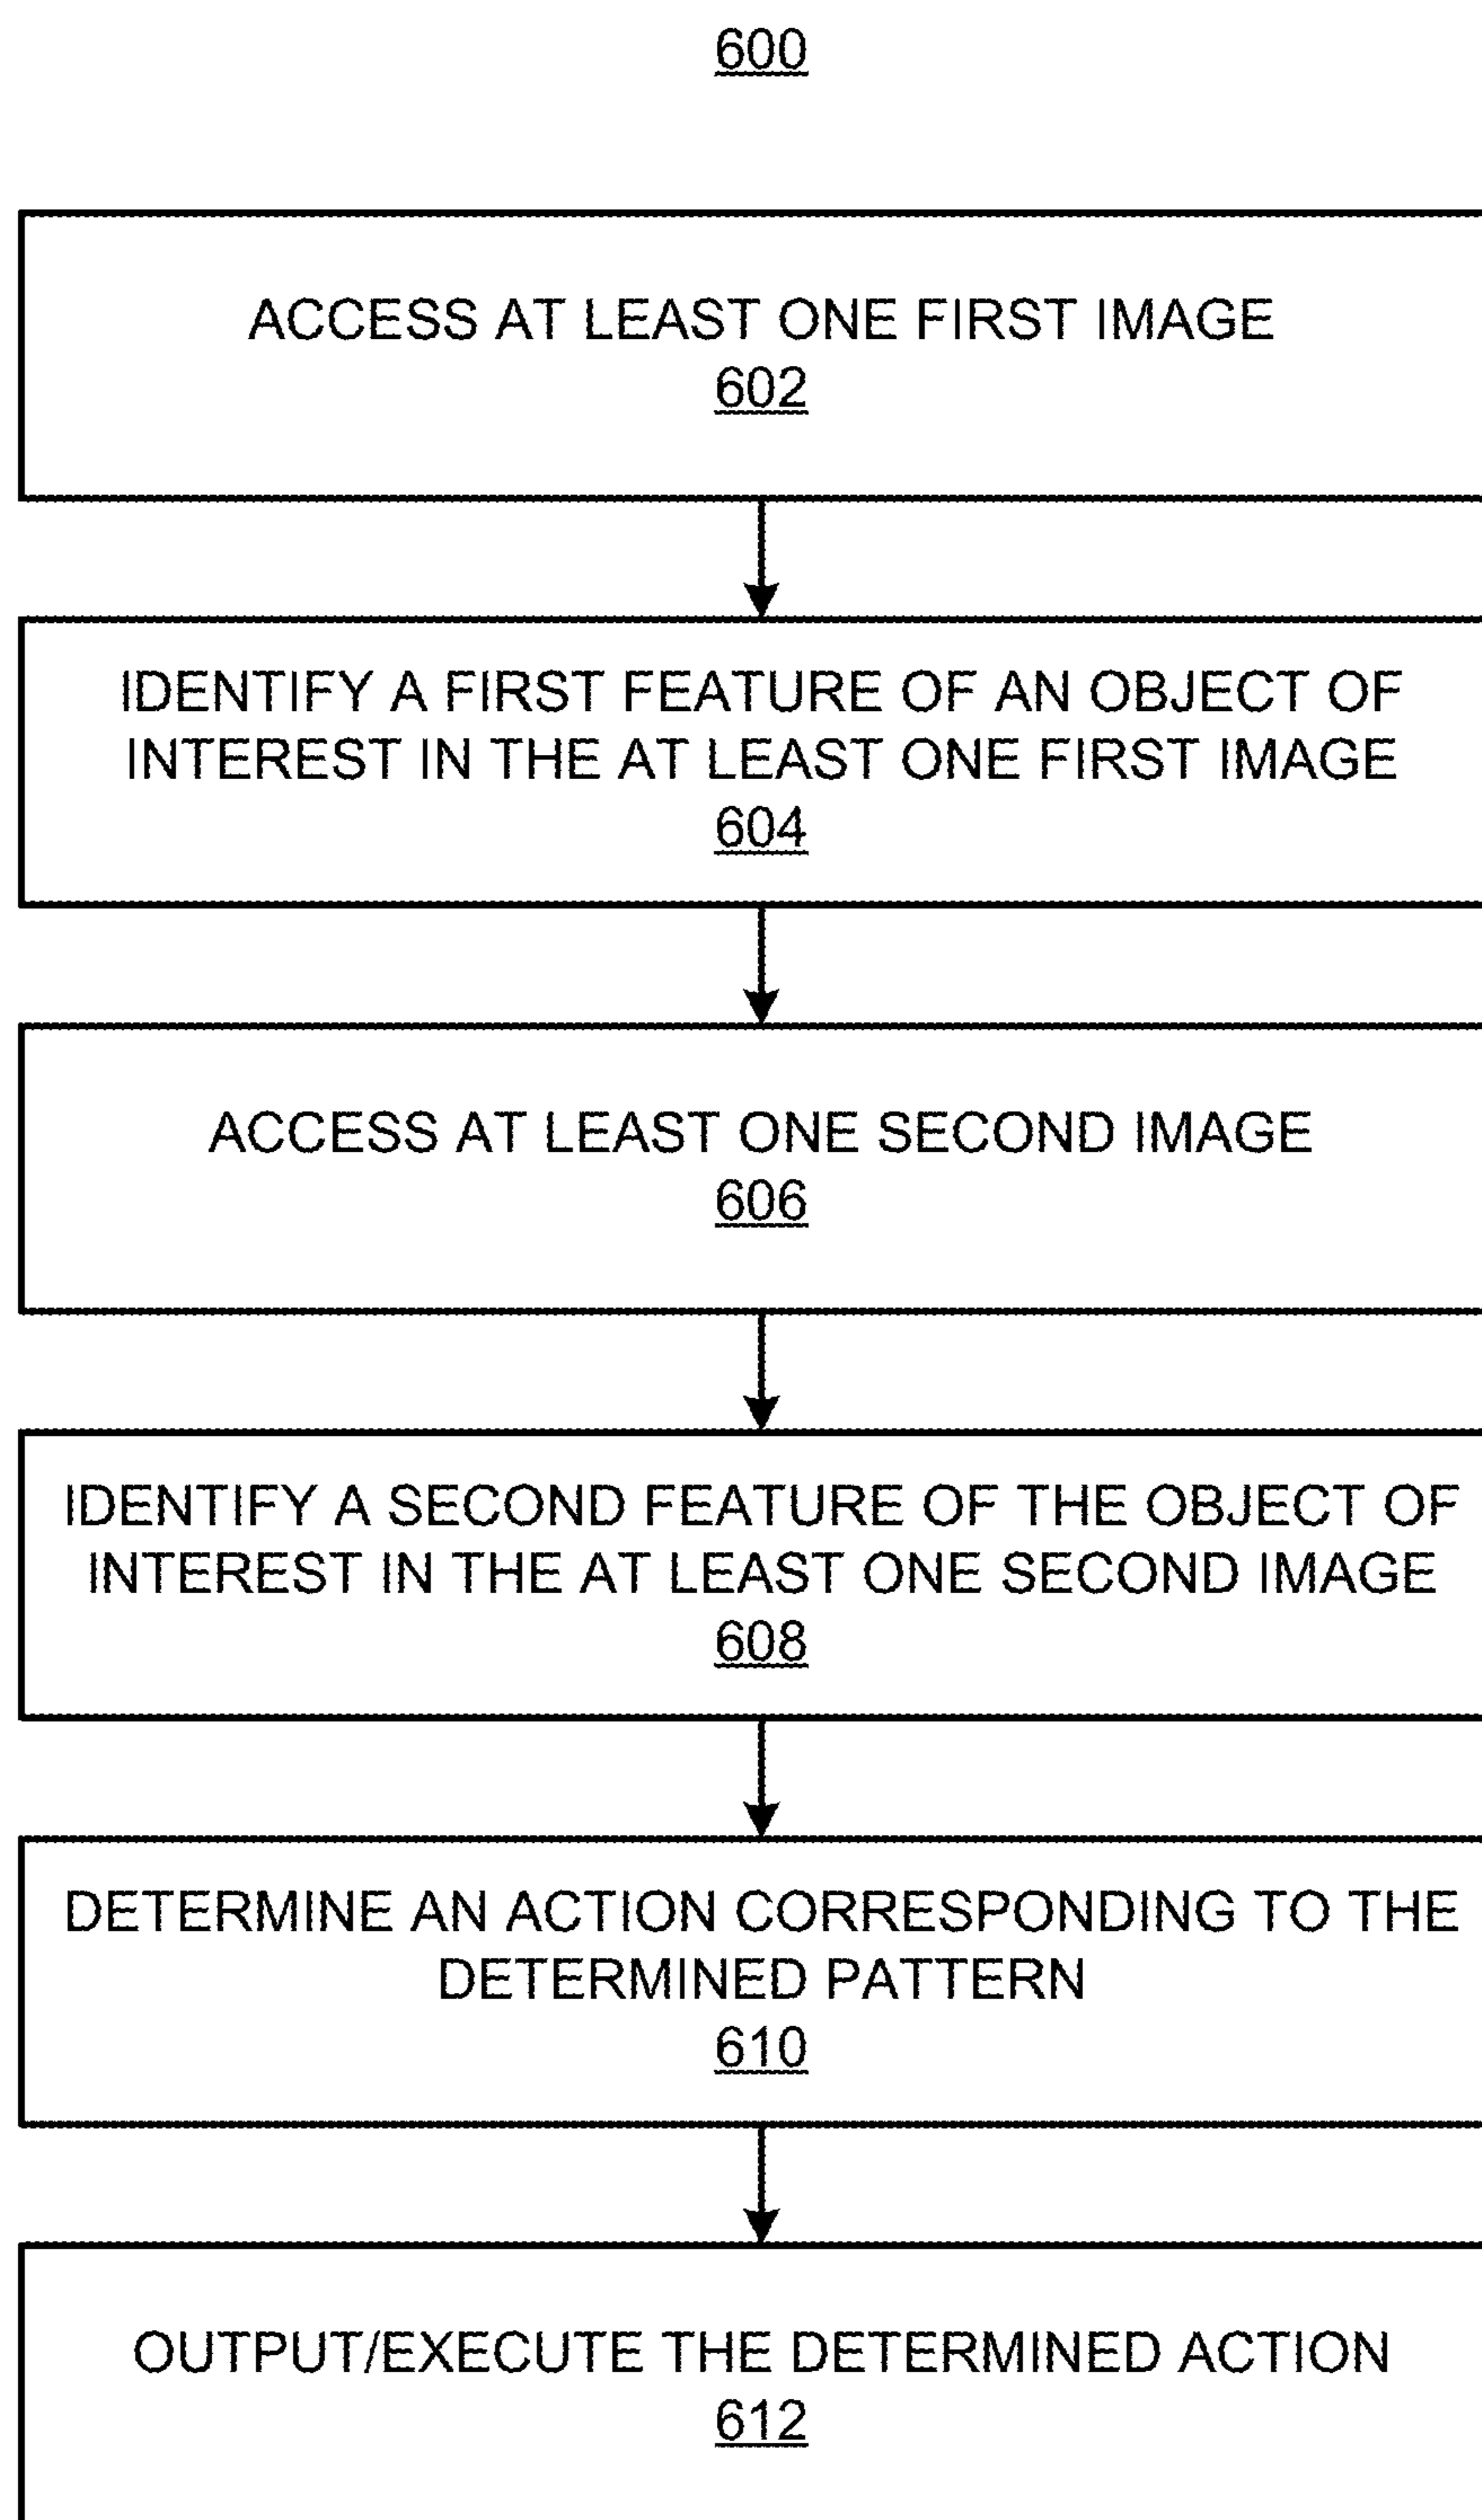 600
ACCESS AT LEAST ONE FIRST IMAGE
602
IDENTIFY A FIRST FEATURE OF AN OBJECT OF
INTEREST IN THE AT LEAST ONE FIRST IMAGE
604
ACCESS AT LEAST ONE SECOND IMAGE
606
IDENTIFY A SECOND FEATURE OF THE OBJECT OF
INTEREST IN THE AT LEAST ONE SECOND IMAGE
608
DETERMINE AN ACTION CORRESPONDING TO THE
DETERMINED PATTERN
610
OUTPUT/EXECUTE THE DETERMINED ACTION
612